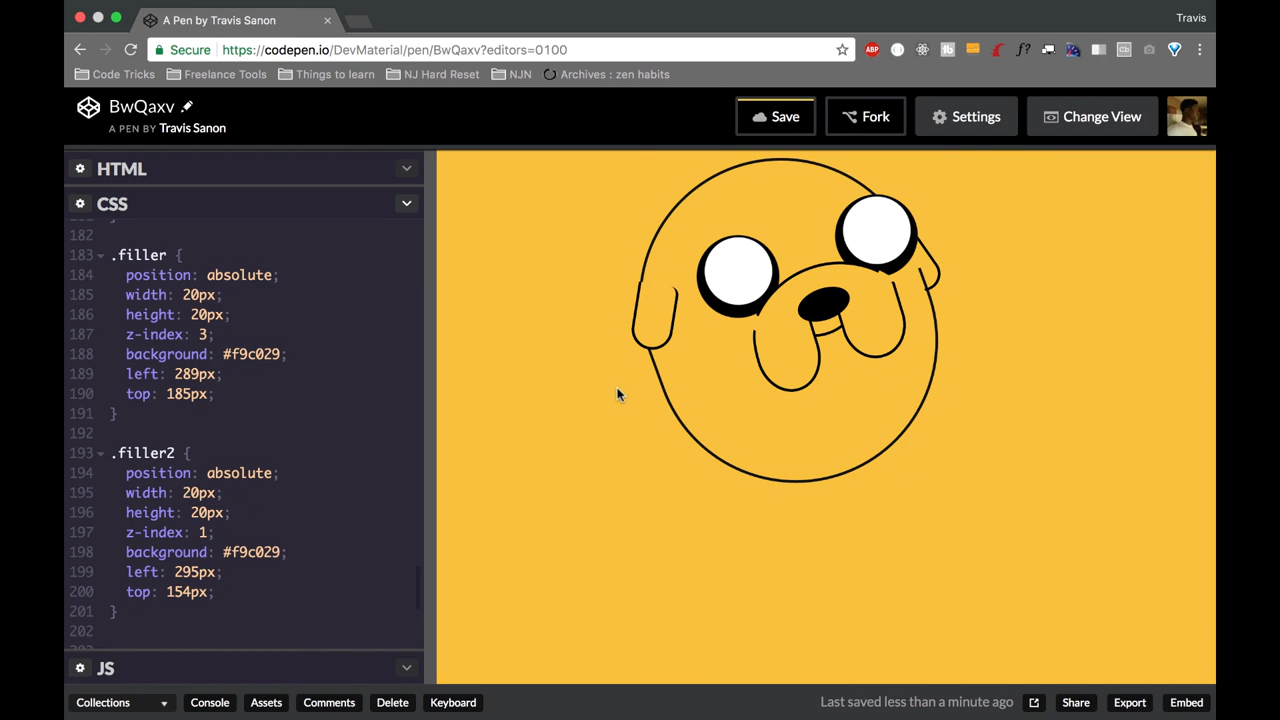 A Pen by Travis Sanon
Travis
Secure https://codepen.io/DevMaterial/pen/BwQaxv?editors=0100
ABP
fb
f?
Cb
Code Tricks
Freelance Tools
Things to learn
NJ Hard Reset
NJN
Archives : zen habits
BwQaxv
A PEN BY Travis Sanon
Save
Fork
Settings
Change View
HTML
CSS
182
183 .filler {
184 position: absolute;
185 width: 20px;
186 height: 20px;
187 z-index: 3;
188 background: #f9c029;
189 left: 289px;
190 top: 185px;
191 }
192
193 .filler2 {
194 position: absolute;
195 width: 20px;
196 height: 20px;
197 z-index: 1;
198 background: #f9c029;
199 left: 295px;
200 top: 154px;
201 }
202
JS
Collections
Console
Assets
Comments
Delete
Keyboard
Last saved less than a minute ago
Share
Export
Embed